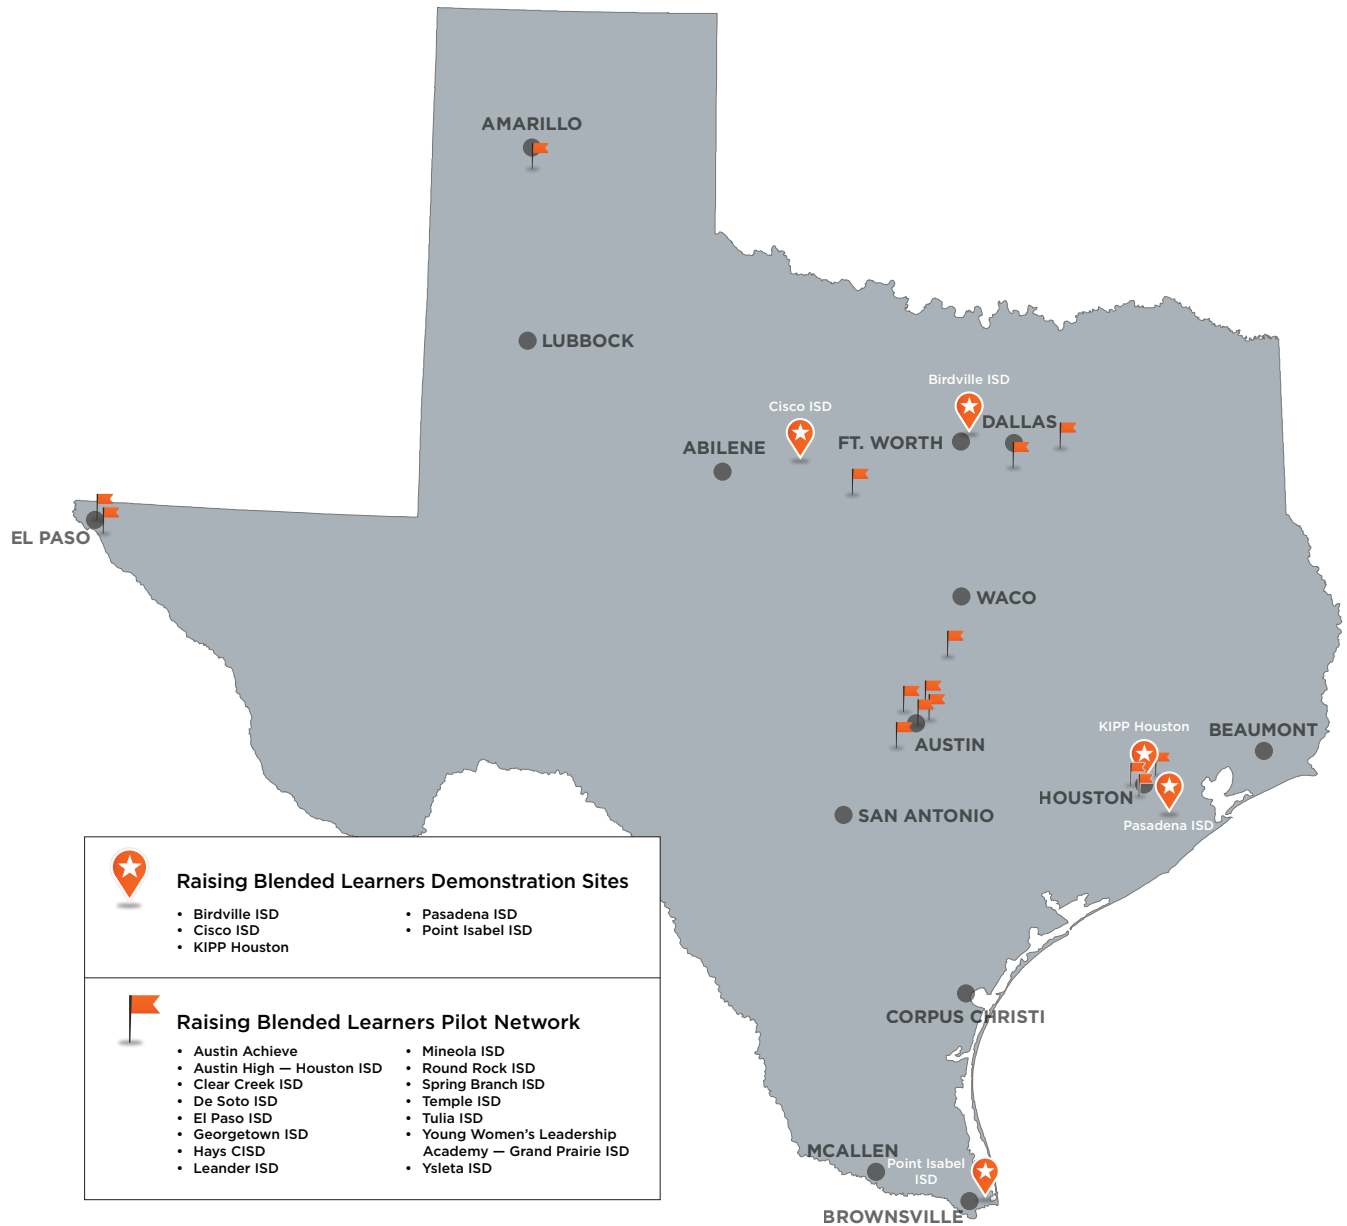 AMARILLO
LUBBOCK
Birdville ISD
Cisco ISD
DALLAS
FT. WORTH
ABILENE
EL PASO
WACO
KIPP Houston
BEAUMONT
AUSTIN
HOUSTON
SAN ANTONIO
Pasadena ISD
Raising Blended Learners Demonstration Sites
• Birdville ISD
• Cisco ISD
• KIPP Houston
• Pasadena ISD
• Point Isabel ISD
CORPUS CHRISTI
Raising Blended Learners Pilot Network
• Austin Achieve
• Austin High — Houston ISD
• Clear Creek ISD
• De Soto ISD
• El Paso ISD
• Georgetown ISD
• Hays CISD
• Leander ISD
• Mineola ISD
• Round Rock ISD
• Spring Branch ISD
• Temple ISD
• Tulia ISD
• Young Women's Leadership
Academy — Grand Prairie ISD
• Ysleta ISD
MCALLEN
Point Isabel
ISD
BROWNSVILLE